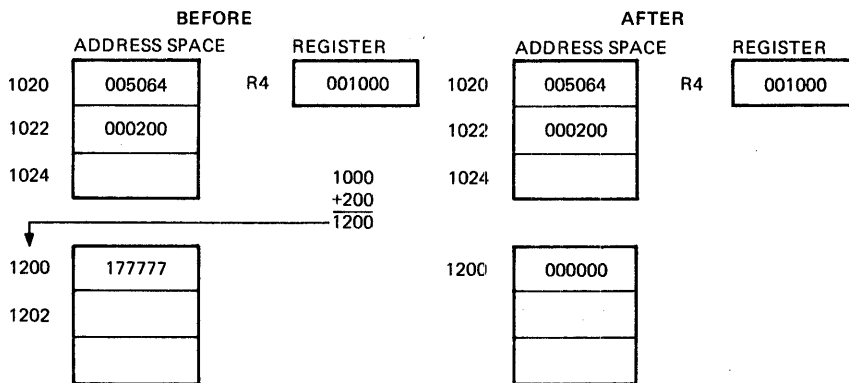 BEFORE AFTER
ADDRESS SPACE REGISTER ADDRESS SPACE REGISTER
1020 005064 R4 001000 1020 005064 R4 001000
1022 000200 1022 000200
1024 1000 1024
+200
1200
1200 177777 1200 000000
1202